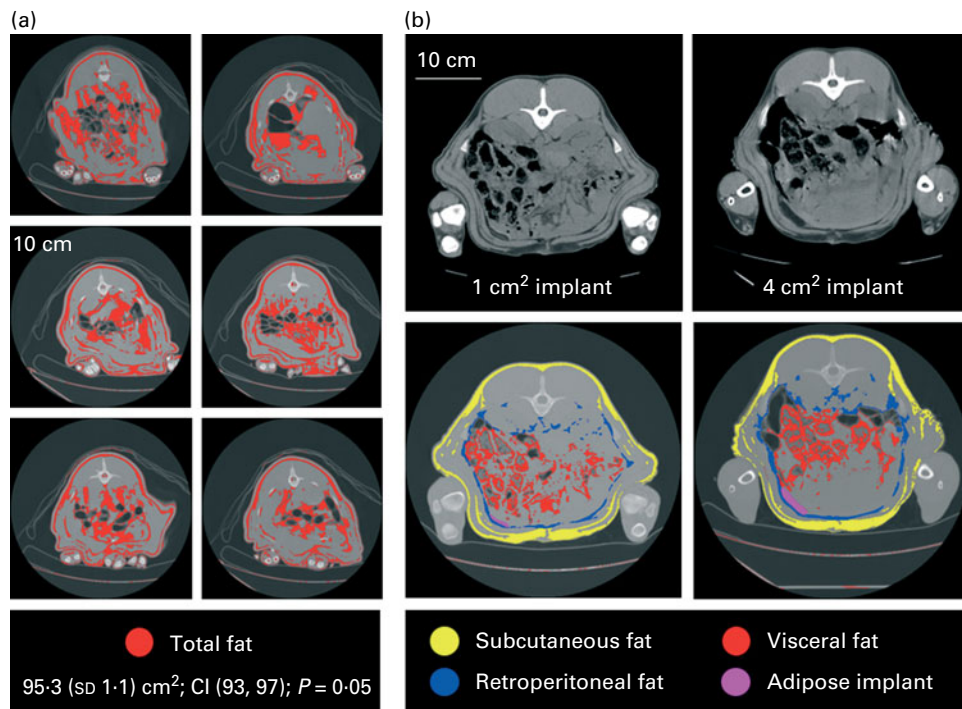 (a)
(b)
10 cm
10 cm
1 cm² implant
4 cm² implant
Total fat
95·3 (SD 1·1) cm²; CI (93, 97); P = 0·05
Subcutaneous fat
Visceral fat
Retroperitoneal fat
Adipose implant